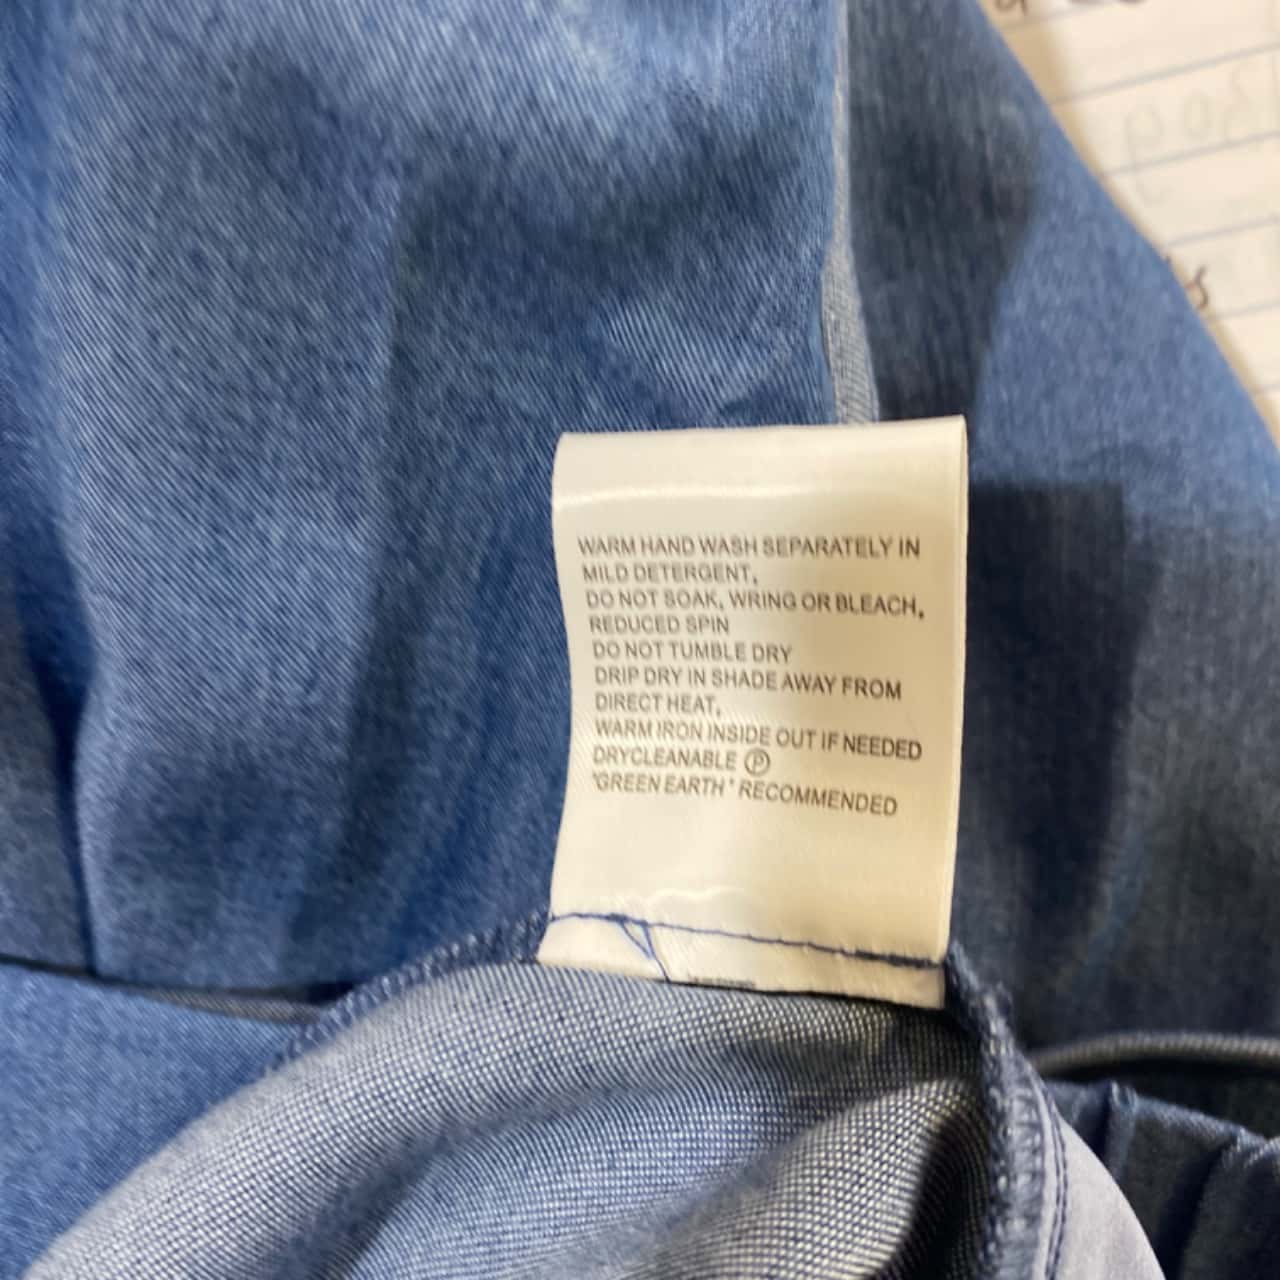 WARM HAND WASH SEPARATELY IN
MILD DETERGENT,
DO NOT SOAK, WRING OR BLEACH,
REDUCED SPIN
DO NOT TUMBLE DRY
DRIP DRY IN SHADE AWAY FROM
DIRECT HEAT,
WARM IRON INSIDE OUT IF NEEDED
DRYCLEANABLE Ⓟ
"GREEN EARTH" RECOMMENDED